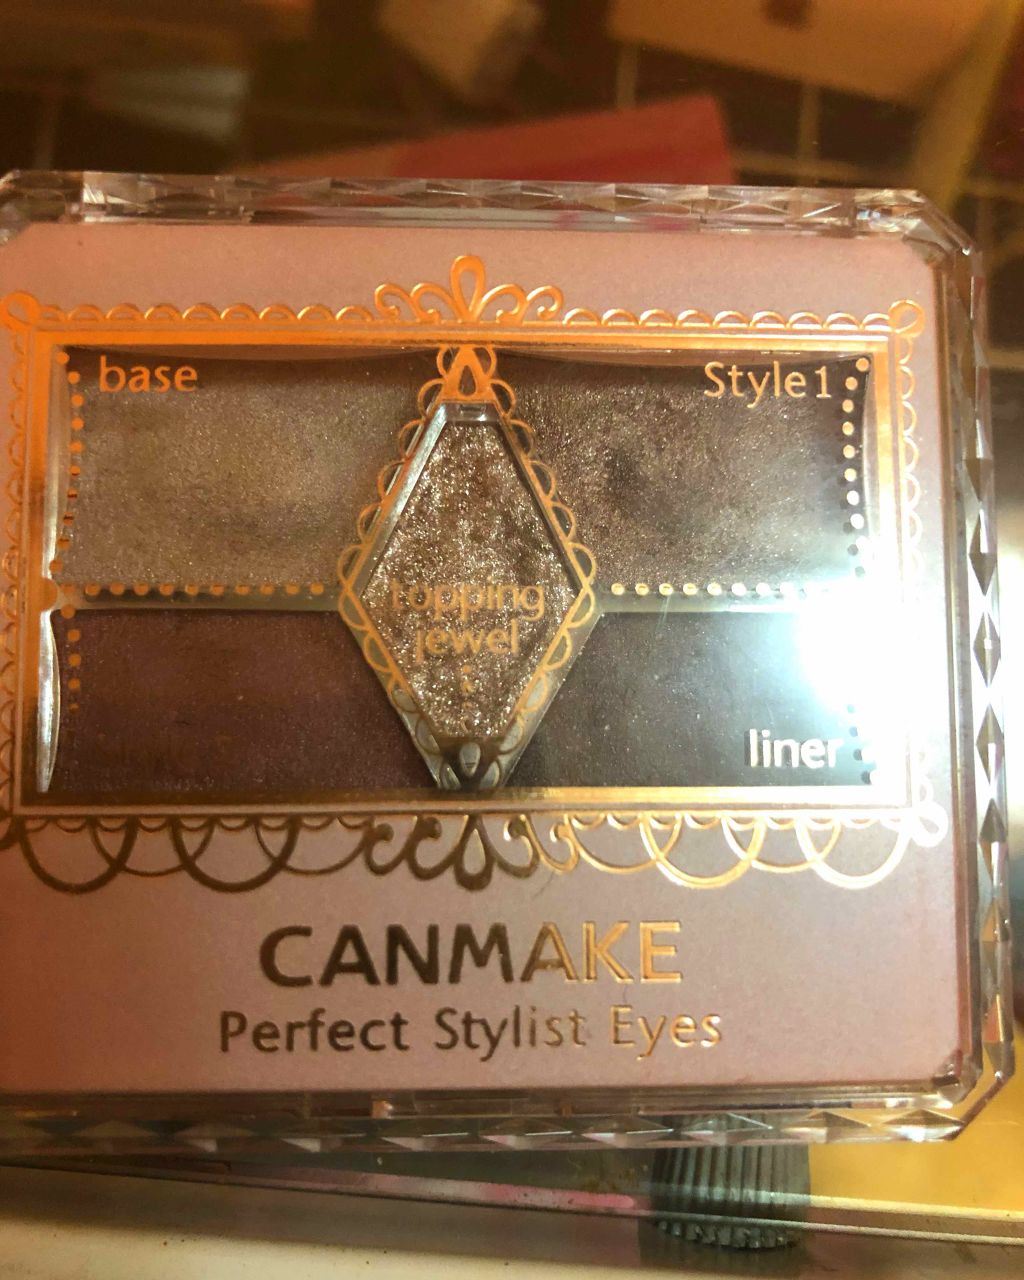 base
Style1
topping
jewel
liner
CANMAKE
Perfect Stylist Eyes